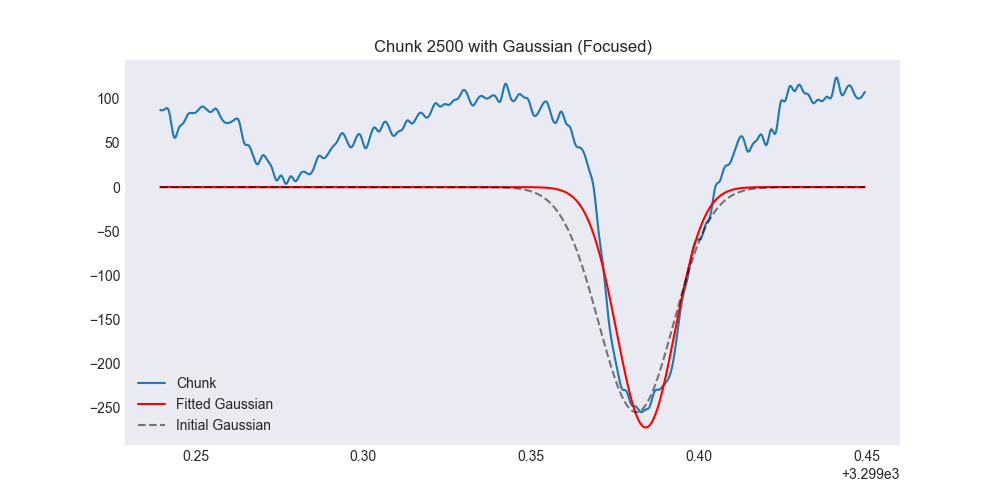 Chunk 2500 with Gaussian (Focused)
100
50
0
−50
−100
−150
−200
−250
Chunk
Fitted Gaussian
Initial Gaussian
0.25 0.30 0.35 0.40 0.45
+3.299e3